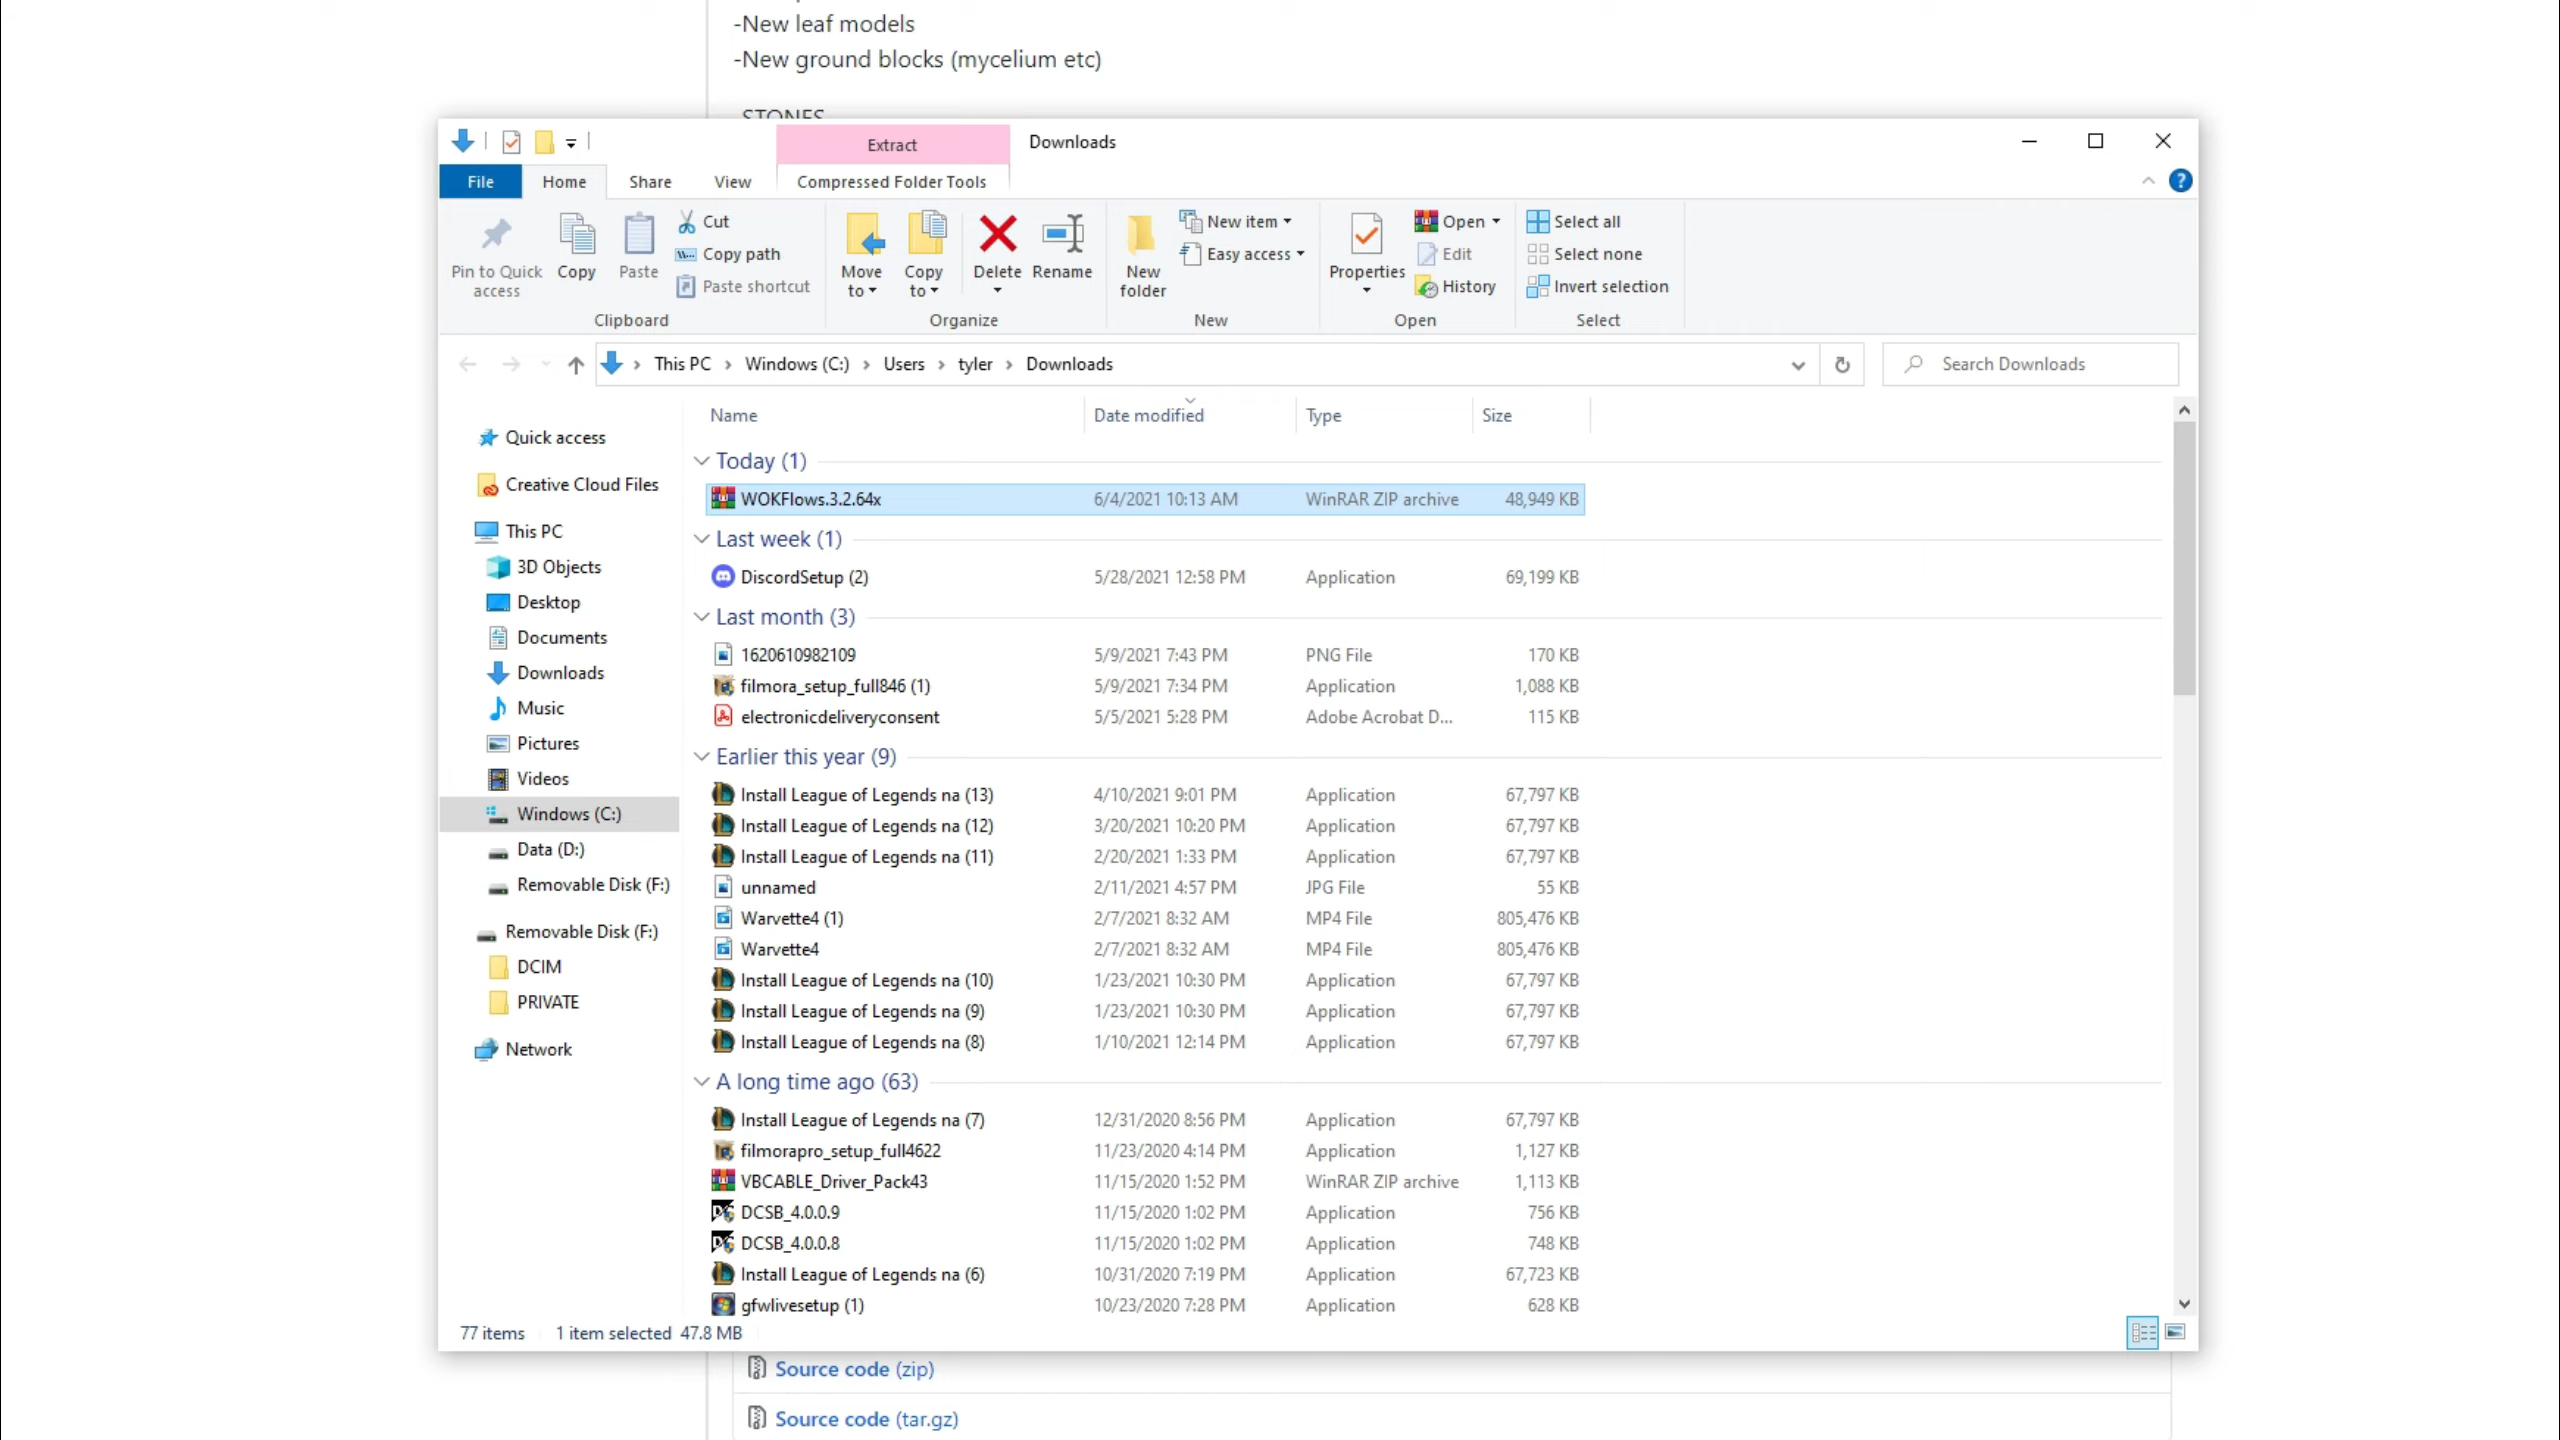 -New leaf models
-New ground blocks (mycelium etc)
STONES
Extract
Downloads
File
Home
Share
View
Compressed Folder Tools
Pin to Quick access
Copy
Paste
Cut
Copy path
Paste shortcut
Clipboard
Move to
Copy to
Delete
Rename
Organize
New folder
New item
Easy access
New
Properties
Open
Edit
History
Open
Select all
Select none
Invert selection
Select
This PC > Windows (C:) > Users > tyler > Downloads
Search Downloads
Name Date modified Type Size
Quick access
Creative Cloud Files
This PC
3D Objects
Desktop
Documents
Downloads
Music
Pictures
Videos
Windows (C:)
Data (D:)
Removable Disk (F:)
Removable Disk (F:)
DCIM
PRIVATE
Network
Today (1)
WOKFlows.3.2.64x 6/4/2021 10:13 AM WinRAR ZIP archive 48,949 KB
Last week (1)
DiscordSetup (2) 5/28/2021 12:58 PM Application 69,199 KB
Last month (3)
1620610982109 5/9/2021 7:43 PM PNG File 170 KB
filmora_setup_full846 (1) 5/9/2021 7:34 PM Application 1,088 KB
electronicdeliveryconsent 5/5/2021 5:28 PM Adobe Acrobat D... 115 KB
Earlier this year (9)
Install League of Legends na (13) 4/10/2021 9:01 PM Application 67,797 KB
Install League of Legends na (12) 3/20/2021 10:20 PM Application 67,797 KB
Install League of Legends na (11) 2/20/2021 1:33 PM Application 67,797 KB
unnamed 2/11/2021 4:57 PM JPG File 55 KB
Warvette4 (1) 2/7/2021 8:32 AM MP4 File 805,476 KB
Warvette4 2/7/2021 8:32 AM MP4 File 805,476 KB
Install League of Legends na (10) 1/23/2021 10:30 PM Application 67,797 KB
Install League of Legends na (9) 1/23/2021 10:30 PM Application 67,797 KB
Install League of Legends na (8) 1/10/2021 12:14 PM Application 67,797 KB
A long time ago (63)
Install League of Legends na (7) 12/31/2020 8:56 PM Application 67,797 KB
filmorapro_setup_full4622 11/23/2020 4:14 PM Application 1,127 KB
VBCABLE_Driver_Pack43 11/15/2020 1:52 PM WinRAR ZIP archive 1,113 KB
DCSB_4.0.0.9 11/15/2020 1:02 PM Application 756 KB
DCSB_4.0.0.8 11/15/2020 1:02 PM Application 748 KB
Install League of Legends na (6) 10/31/2020 7:19 PM Application 67,723 KB
gfwlivesetup (1) 10/23/2020 7:28 PM Application 628 KB
77 items 1 item selected 47.8 MB
Source code (zip)
Source code (tar.gz)